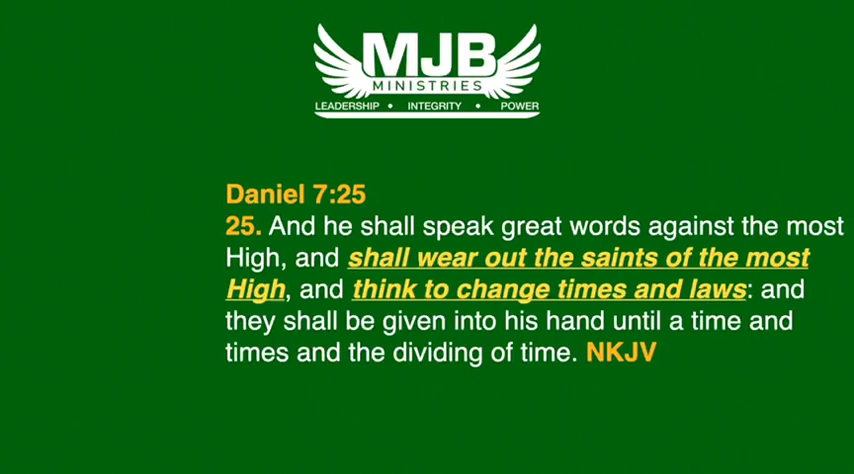 MJB
MINISTRIES
LEADERSHIP • INTEGRITY • POWER
Daniel 7:25
25. And he shall speak great words against the most
High, and shall wear out the saints of the most
High, and think to change times and laws: and
they shall be given into his hand until a time and
times and the dividing of time. NKJV